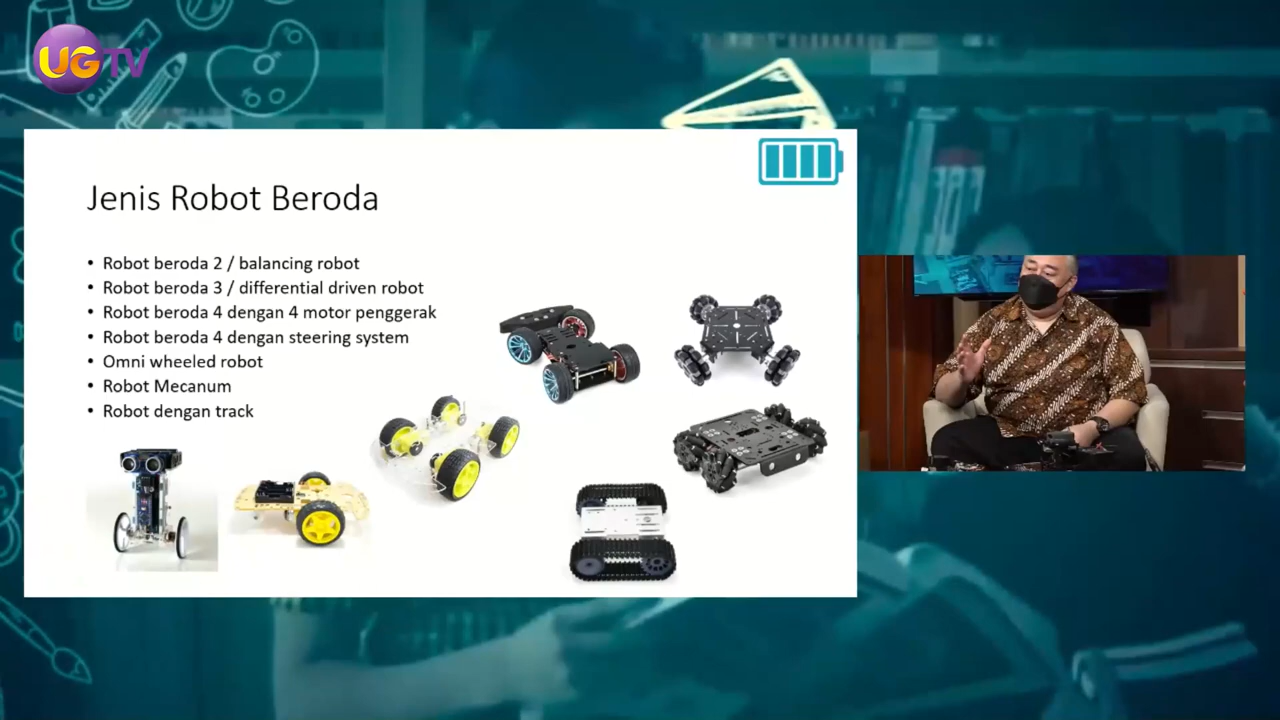 UGTV
Jenis Robot Beroda
• Robot beroda 2 / balancing robot
• Robot beroda 3 / differential driven robot
• Robot beroda 4 dengan 4 motor penggerak
• Robot beroda 4 dengan steering system
• Omni wheeled robot
• Robot Mecanum
• Robot dengan track